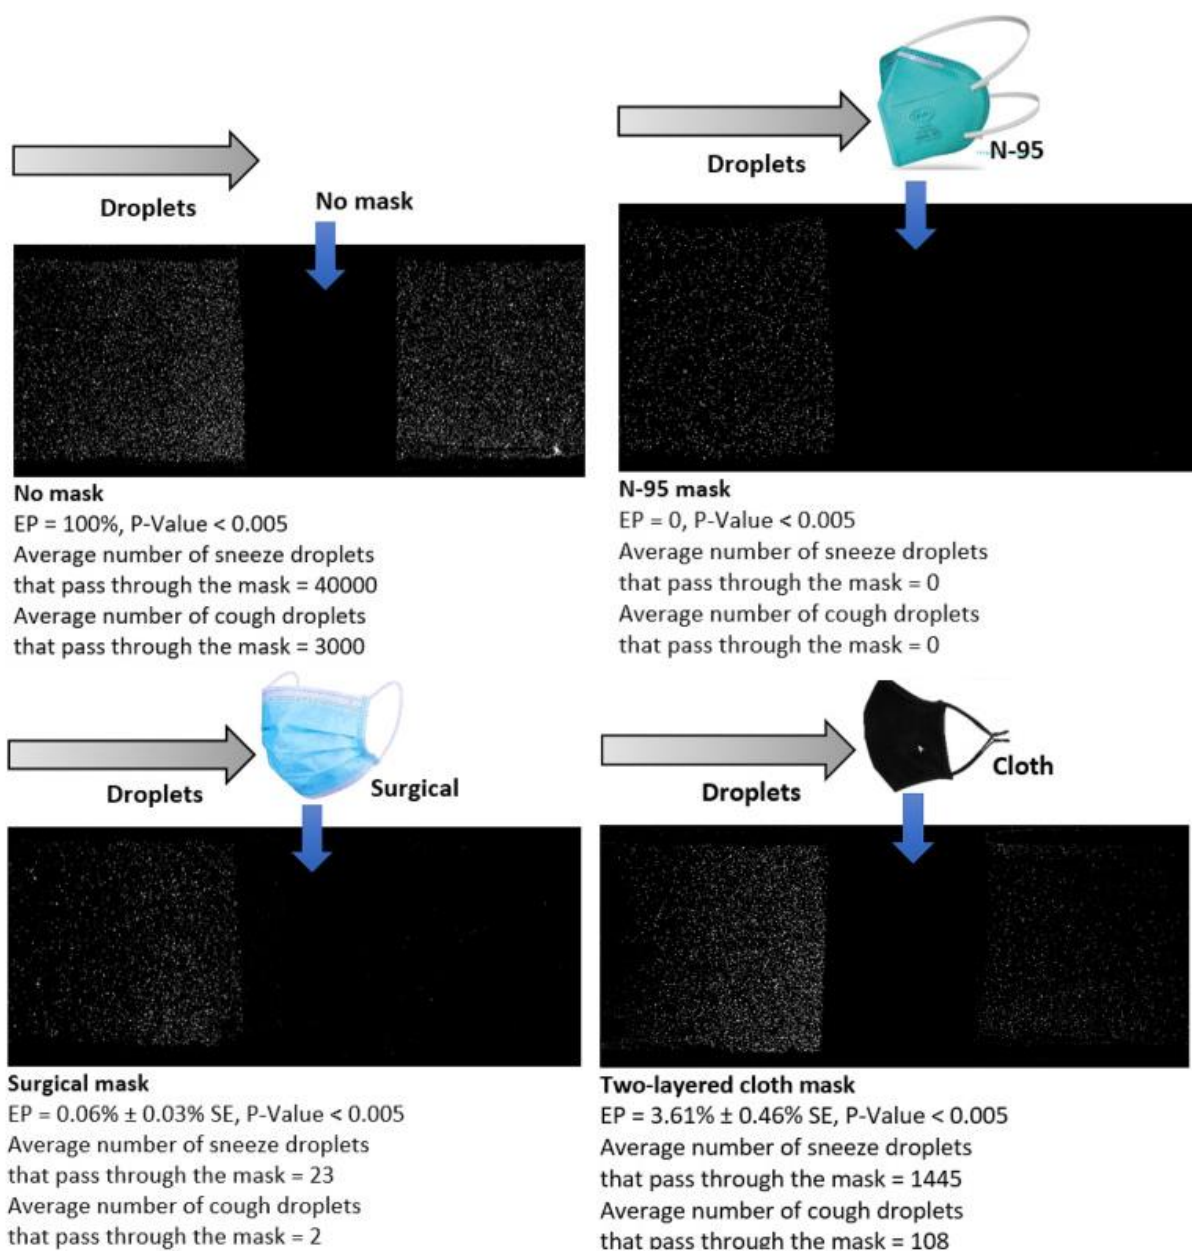 Droplets
No mask
No mask
EP = 100%, P-Value < 0.005
Average number of sneeze droplets
that pass through the mask = 40000
Average number of cough droplets
that pass through the mask = 3000
Droplets
N-95
N-95 mask
EP = 0, P-Value < 0.005
Average number of sneeze droplets
that pass through the mask = 0
Average number of cough droplets
that pass through the mask = 0
Droplets
Surgical
Surgical mask
EP = 0.06% ± 0.03% SE, P-Value < 0.005
Average number of sneeze droplets
that pass through the mask = 23
Average number of cough droplets
that pass through the mask = 2
Droplets
Cloth
Two-layered cloth mask
EP = 3.61% ± 0.46% SE, P-Value < 0.005
Average number of sneeze droplets
that pass through the mask = 1445
Average number of cough droplets
that pass through the mask = 108